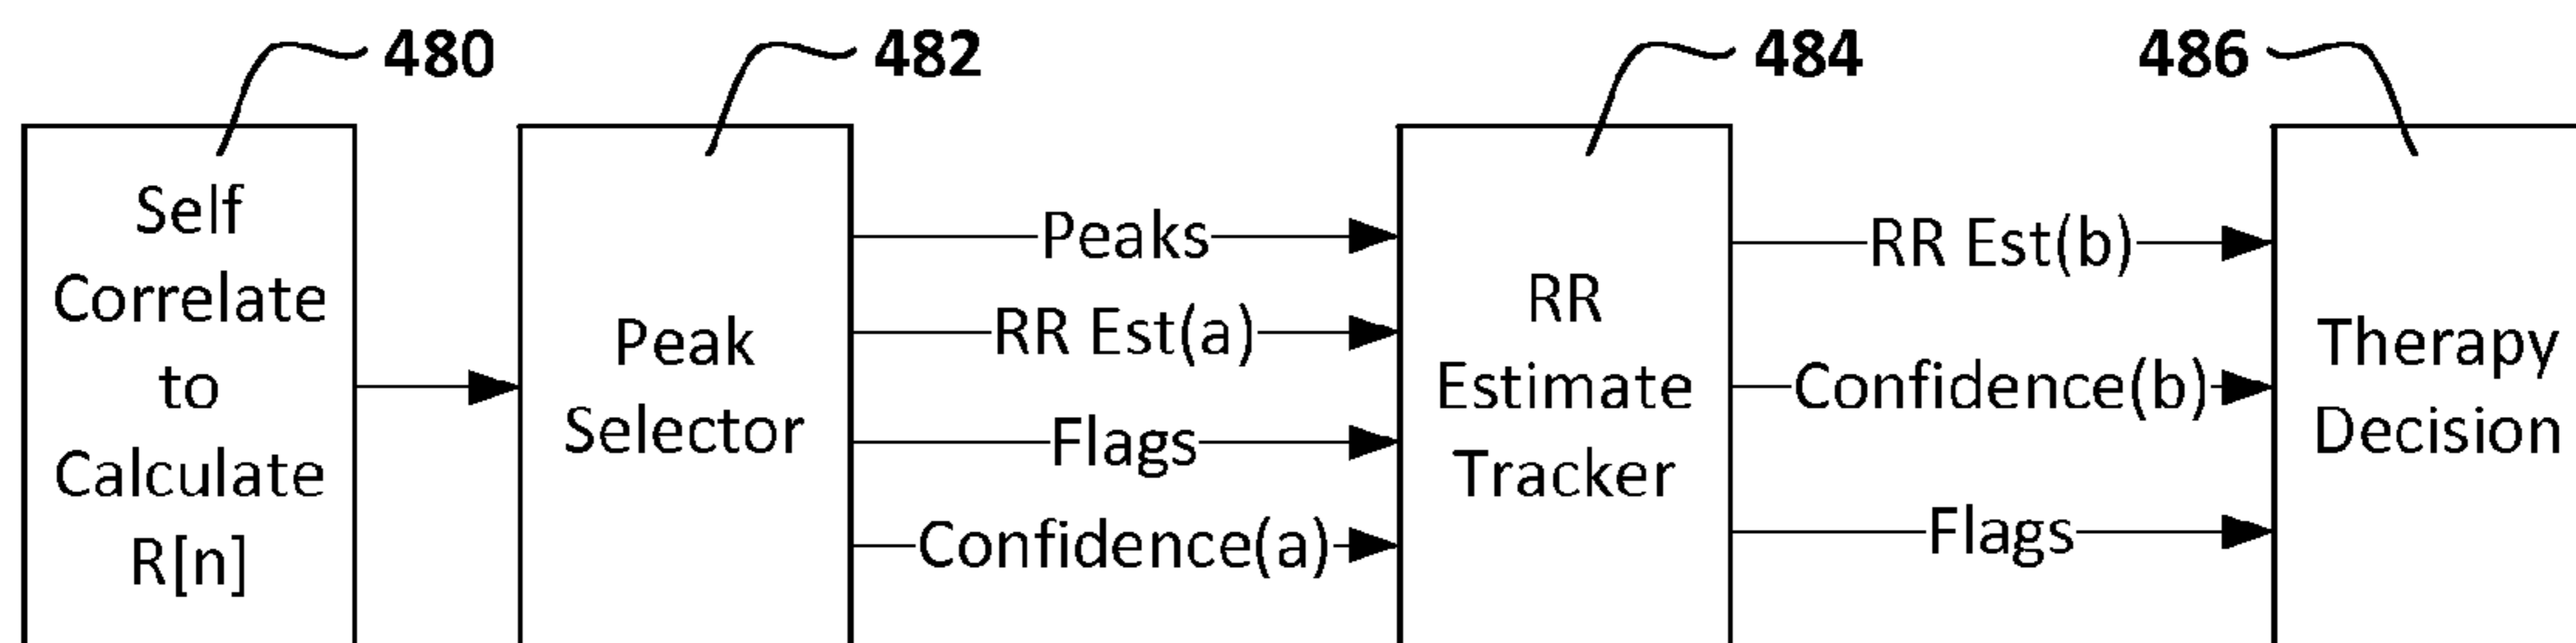 480
482
484
486
Self
Correlate
to
Calculate
R[n]
Peak
Selector
Peaks
RR Est(a)
Flags
Confidence(a)
RR
Estimate
Tracker
RR Est(b)
Confidence(b)
Flags
Therapy
Decision